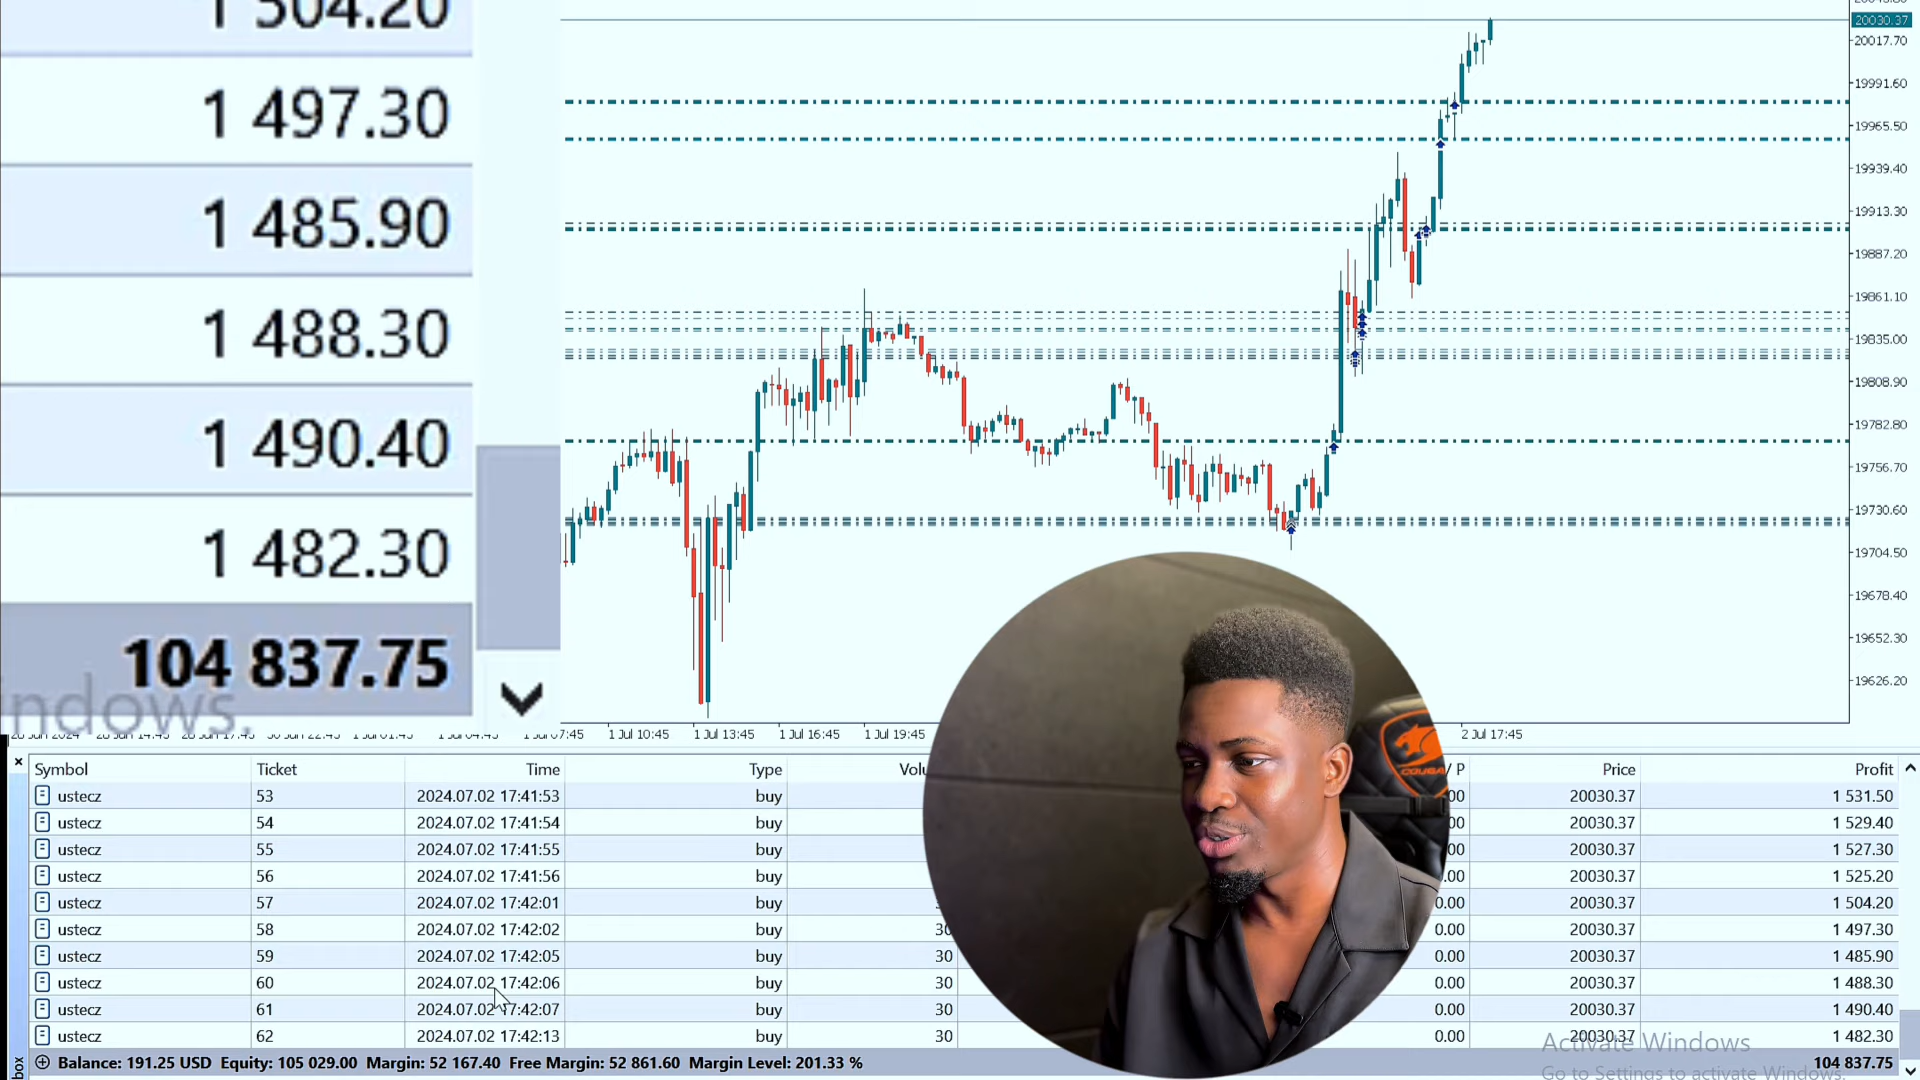 1 504.20
1 497.30
1 485.90
1 488.30
1 490.40
1 482.30
104 837.75
indows.
20030.37
20017.70
19991.60
19965.50
19939.40
19913.30
19887.20
19861.10
19835.00
19808.90
19782.80
19756.70
19730.60
19704.50
19678.40
19652.30
19626.20
1 Jul 10:45 1 Jul 13:45 1 Jul 16:45 1 Jul 19:45 2 Jul 17:45
COUGA
Symbol Ticket Time Type Volu / P Price Profit
ustecz 53 2024.07.02 17:41:53 buy 00 20030.37 1 531.50
ustecz 54 2024.07.02 17:41:54 buy 00 20030.37 1 529.40
ustecz 55 2024.07.02 17:41:55 buy 00 20030.37 1 527.30
ustecz 56 2024.07.02 17:41:56 buy .00 20030.37 1 525.20
ustecz 57 2024.07.02 17:42:01 buy 0.00 20030.37 1 504.20
ustecz 58 2024.07.02 17:42:02 buy 30 0.00 20030.37 1 497.30
ustecz 59 2024.07.02 17:42:05 buy 30 0.00 20030.37 1 485.90
ustecz 60 2024.07.02 17:42:06 buy 30 0.00 20030.37 1 488.30
ustecz 61 2024.07.02 17:42:07 buy 30 0.00 20030.37 1 490.40
ustecz 62 2024.07.02 17:42:13 buy 30 0.00 20030.37 1 482.30
Balance: 191.25 USD Equity: 105 029.00 Margin: 52 167.40 Free Margin: 52 861.60 Margin Level: 201.33 % 104 837.75
box
Activate Windows
Go to Settings to activate Windows.